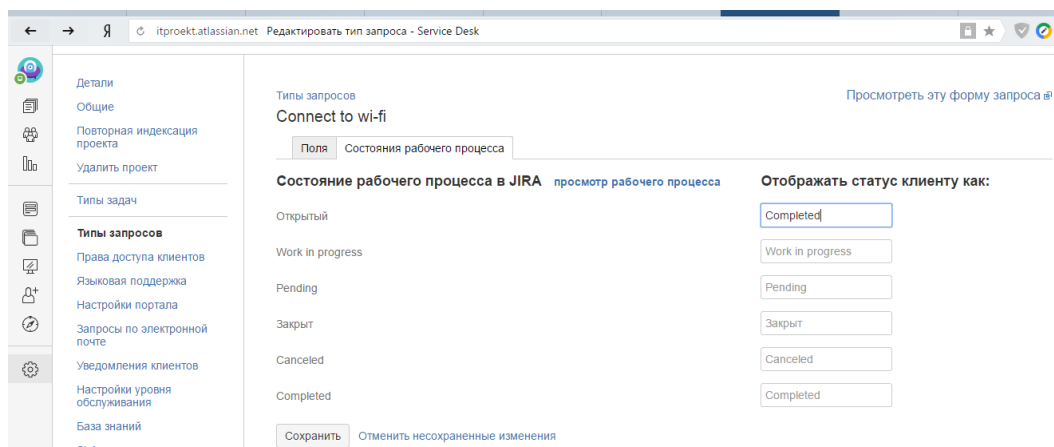 itproekt.atlassian.net Редактировать тип запроса - Service Desk
Детали
Общие
Повторная индексация
проекта
Удалить проект
Типы задач
Типы запросов
Права доступа клиентов
Языковая поддержка
Настройки портала
Запросы по электронной
почте
Уведомления клиентов
Настройки уровня
обслуживания
База знаний
Типы запросов
Просмотреть эту форму запроса
Connect to wi-fi
Поля Состояния рабочего процесса
Состояние рабочего процесса в JIRA просмотр рабочего процесса Отображать статус клиенту как:
Открытый Completed
Work in progress Work in progress
Pending Pending
Закрыт Закрыт
Canceled Canceled
Completed Completed
Сохранить Отменить несохраненные изменения